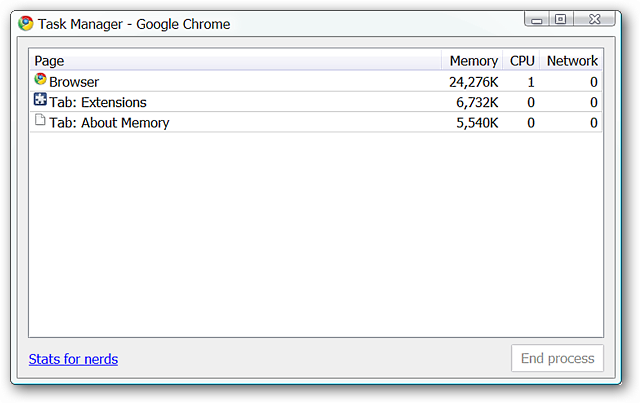 Task Manager - Google Chrome
Page Memory CPU Network
Browser 24,276K 1 0
Tab: Extensions 6,732K 0 0
Tab: About Memory 5,540K 0 0
Stats for nerds End process